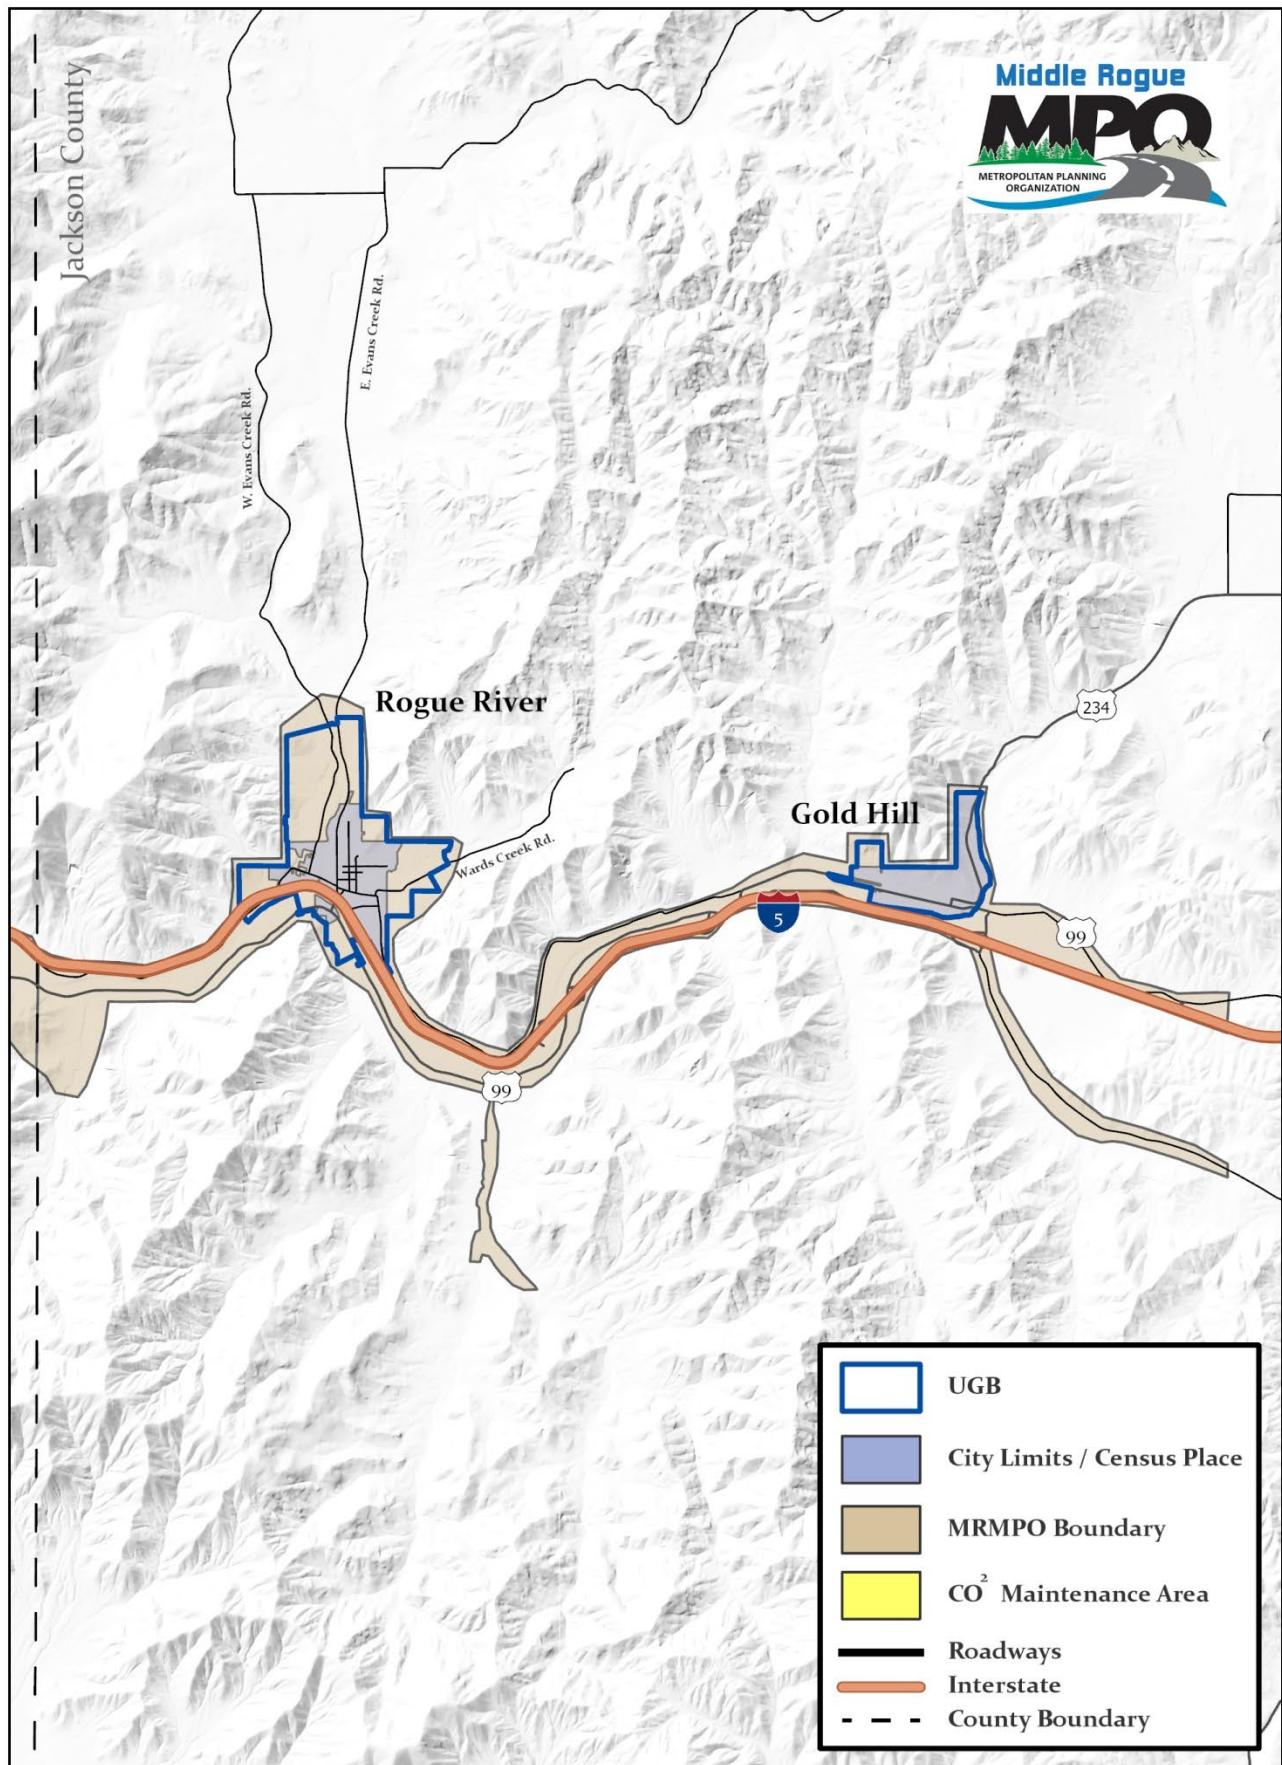 Middle Rogue
MPO
METROPOLITAN PLANNING
ORGANIZATION
Jackson County
E. Evans Creek Rd.
W. Evans Creek Rd.
Rogue River
234
Gold Hill
Wards Creek Rd.
5
99
99
UGB
City Limits / Census Place
MRMPO Boundary
CO² Maintenance Area
Roadways
Interstate
County Boundary